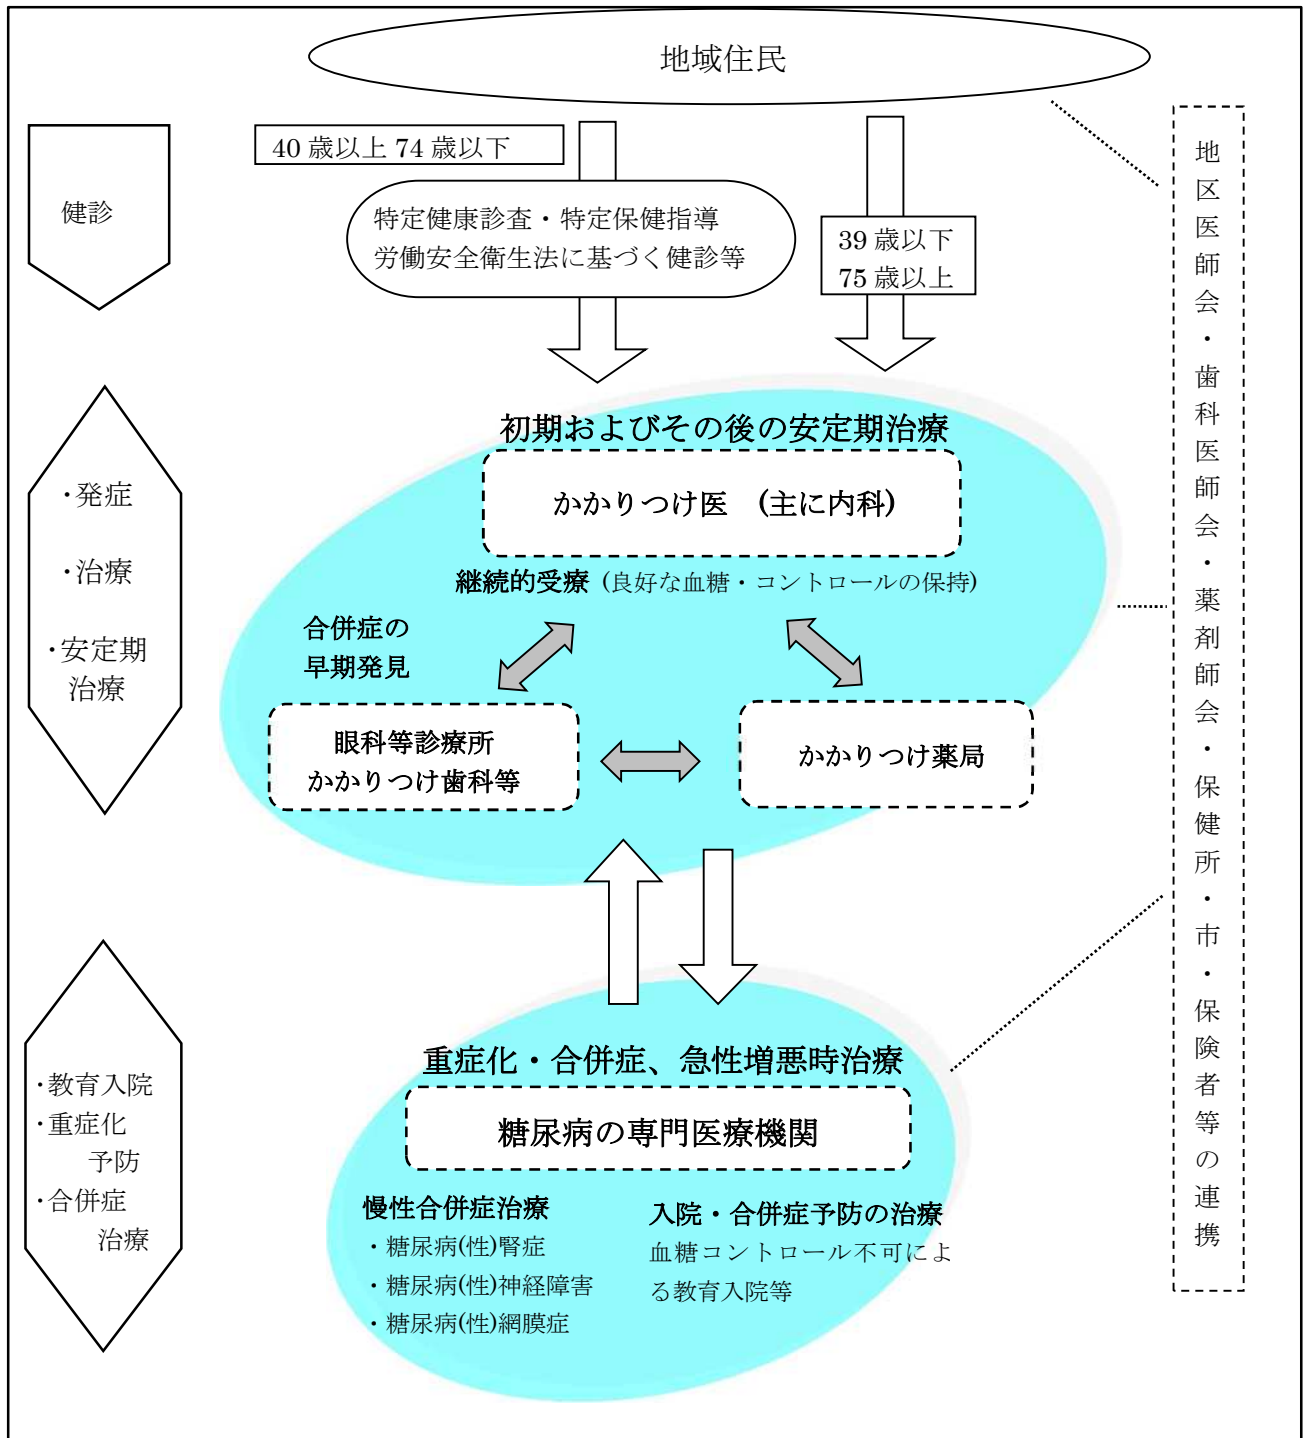 地域住民
40 歳以上 74 歳以下
健診
特定健康診査・特定保健指導
労働安全衛生法に基づく健診等
39 歳以下
75 歳以上
地区医師会・歯科医師会・薬剤師会・保健所・市・保険者等の連携
初期およびその後の安定期治療
かかりつけ医　(主に内科)
継続的受療 (良好な血糖・コントロールの保持)
・発症
・治療
・安定期
治療
合併症の
早期発見
眼科等診療所
かかりつけ歯科等
かかりつけ薬局
重症化・合併症、急性増悪時治療
糖尿病の専門医療機関
・教育入院
・重症化
予防
・合併症
治療
慢性合併症治療
・糖尿病(性)腎症
・糖尿病(性)神経障害
・糖尿病(性)網膜症
入院・合併症予防の治療
血糖コントロール不可によ
る教育入院等